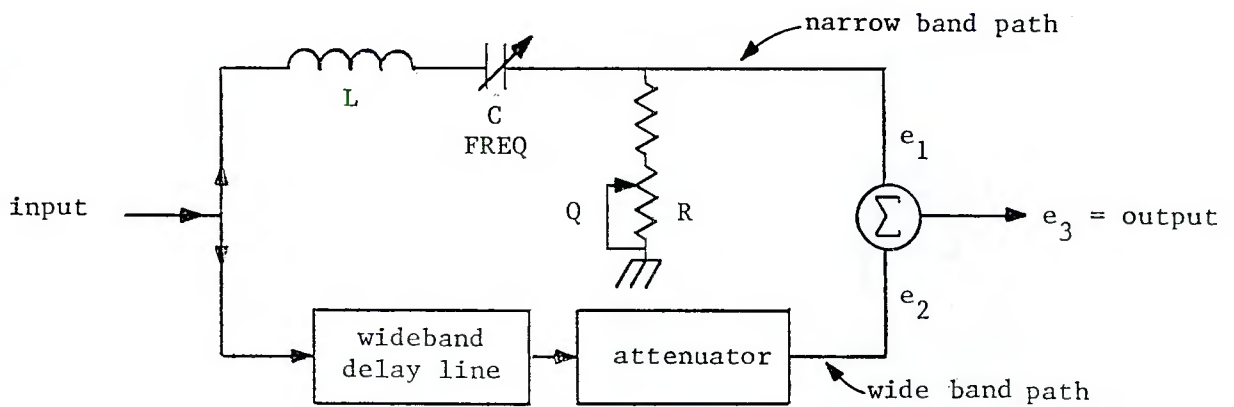 narrow band path
L
C
FREQ
e1
input
Q
R
Σ
e3 = output
e2
wideband
delay line
attenuator
wide band path